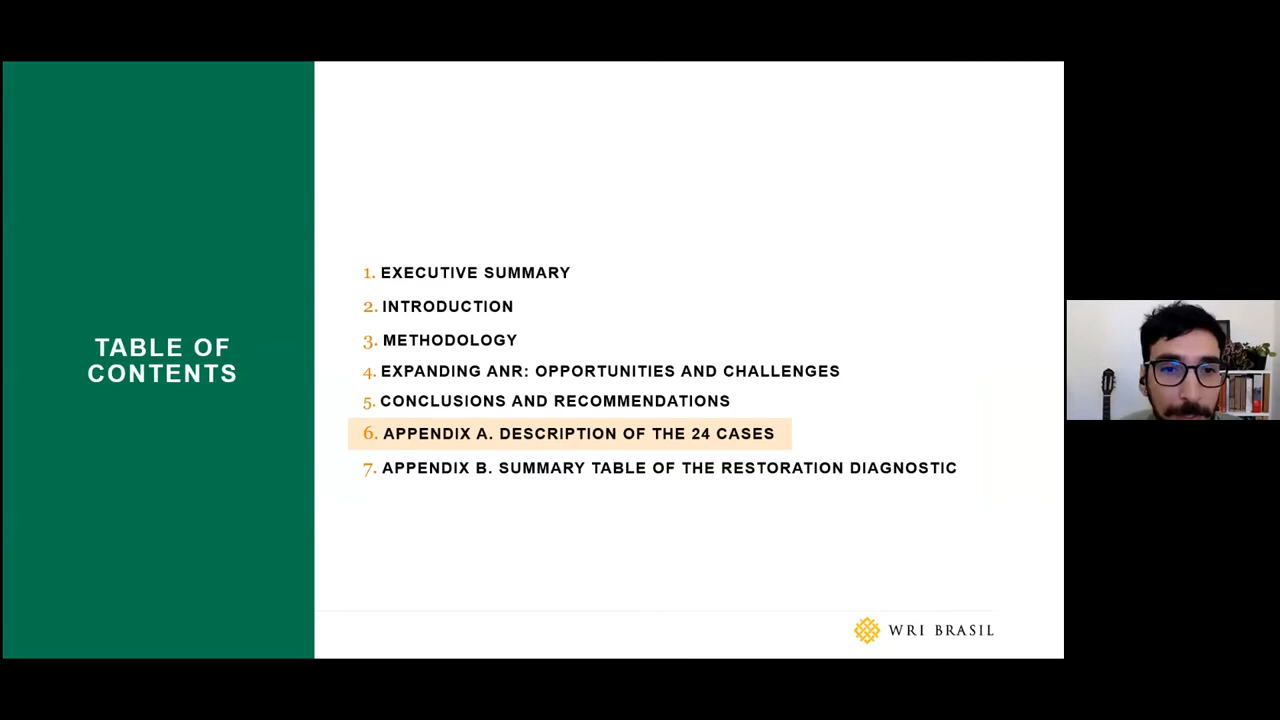 TABLE OF
CONTENTS
1. EXECUTIVE SUMMARY
2. INTRODUCTION
3. METHODOLOGY
4. EXPANDING ANR: OPPORTUNITIES AND CHALLENGES
5. CONCLUSIONS AND RECOMMENDATIONS
6. APPENDIX A. DESCRIPTION OF THE 24 CASES
7. APPENDIX B. SUMMARY TABLE OF THE RESTORATION DIAGNOSTIC
WRI BRASIL